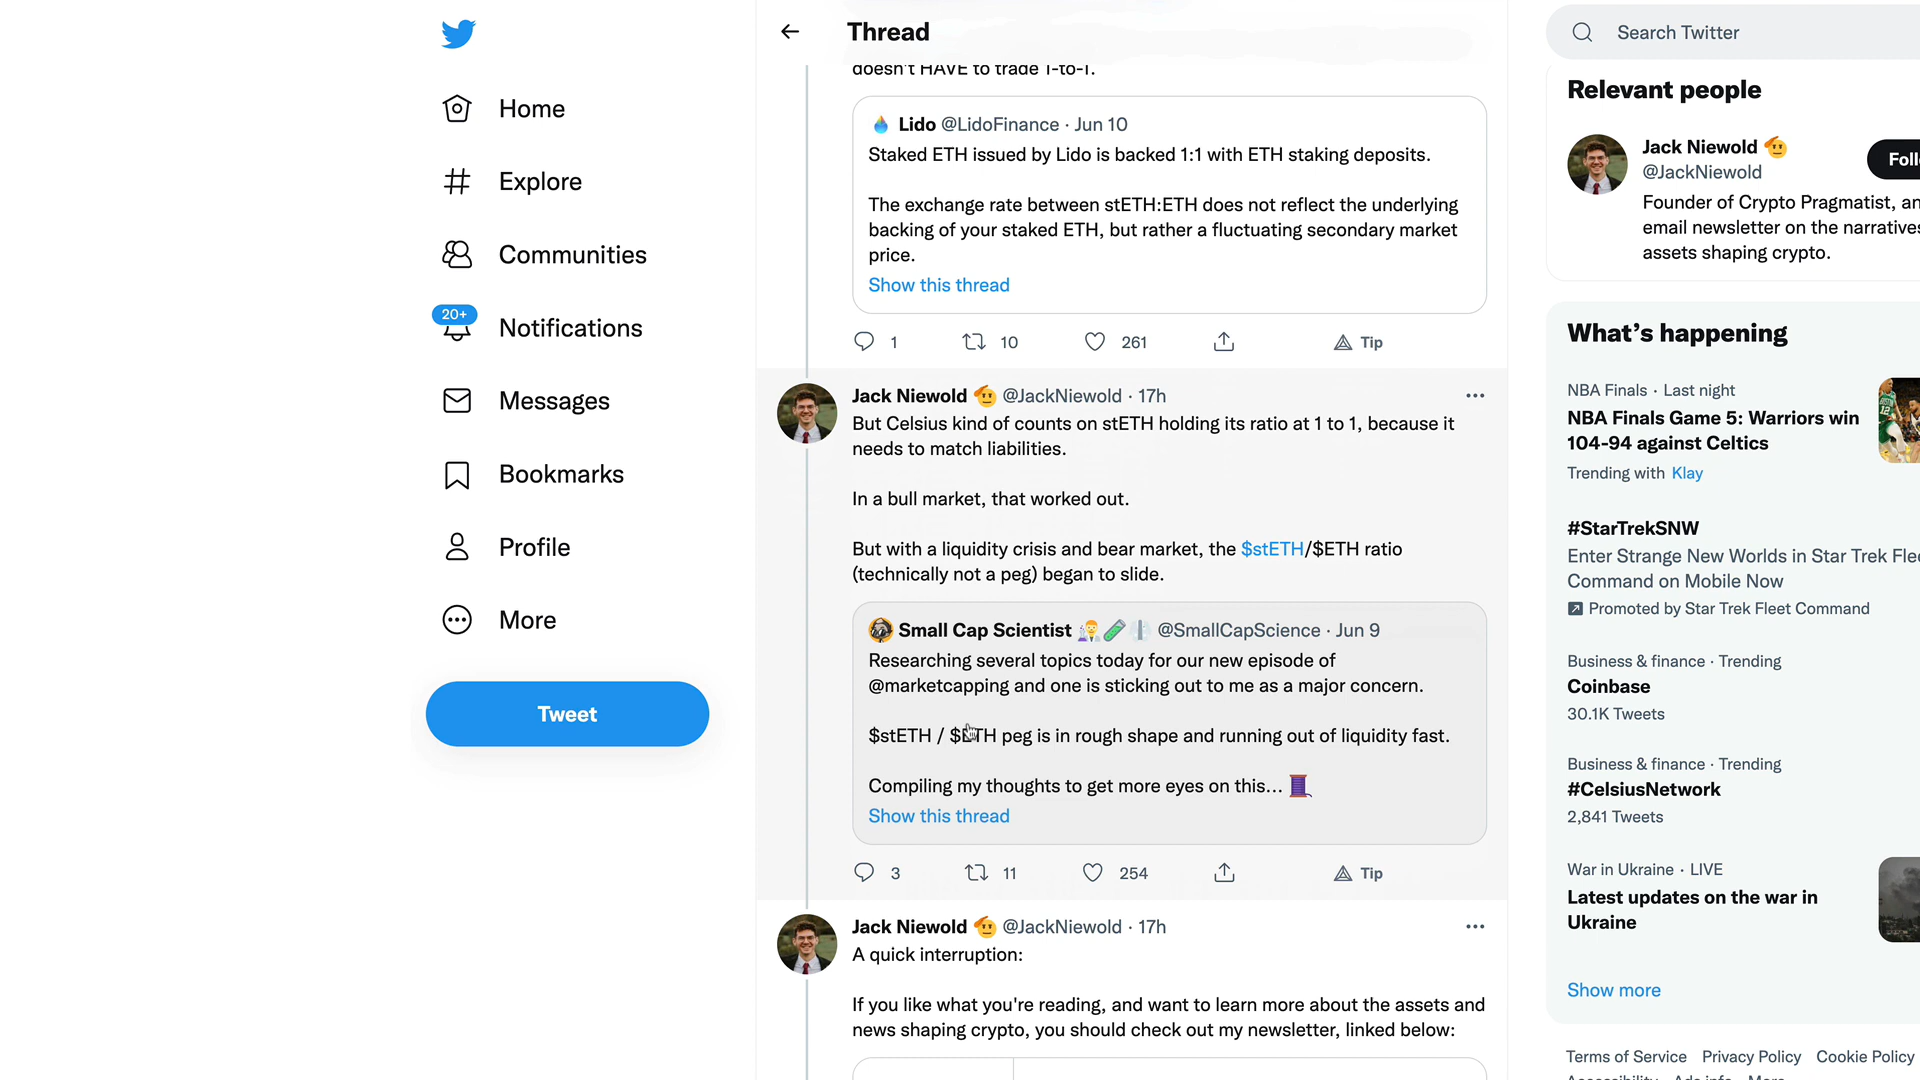 Thread
Search Twitter
Home
Explore
Communities
20+
Notifications
Messages
Bookmarks
Profile
More
Tweet
doesn't HAVE to trade 1-to-1.
Lido @LidoFinance · Jun 10
Staked ETH issued by Lido is backed 1:1 with ETH staking deposits.
The exchange rate between stETH:ETH does not reflect the underlying
backing of your staked ETH, but rather a fluctuating secondary market
price.
Show this thread
1 10 261 Tip
Jack Niewold @JackNiewold · 17h
But Celsius kind of counts on stETH holding its ratio at 1 to 1, because it
needs to match liabilities.
In a bull market, that worked out.
But with a liquidity crisis and bear market, the $stETH/$ETH ratio
(technically not a peg) began to slide.
Small Cap Scientist @SmallCapScience · Jun 9
Researching several topics today for our new episode of
@marketcapping and one is sticking out to me as a major concern.
$stETH / $ETH peg is in rough shape and running out of liquidity fast.
Compiling my thoughts to get more eyes on this...
Show this thread
3 11 254 Tip
Jack Niewold @JackNiewold · 17h
A quick interruption:
If you like what you're reading, and want to learn more about the assets and
news shaping crypto, you should check out my newsletter, linked below:
Relevant people
Jack Niewold
@JackNiewold
Foll
Founder of Crypto Pragmatist, an
email newsletter on the narratives
assets shaping crypto.
What's happening
NBA Finals · Last night
NBA Finals Game 5: Warriors win
104-94 against Celtics
Trending with Klay
#StarTrekSNW
Enter Strange New Worlds in Star Trek Flee
Command on Mobile Now
Promoted by Star Trek Fleet Command
Business & finance · Trending
Coinbase
30.1K Tweets
Business & finance · Trending
#CelsiusNetwork
2,841 Tweets
War in Ukraine · LIVE
Latest updates on the war in
Ukraine
Show more
Terms of Service Privacy Policy Cookie Policy
Accessibility Ads info More